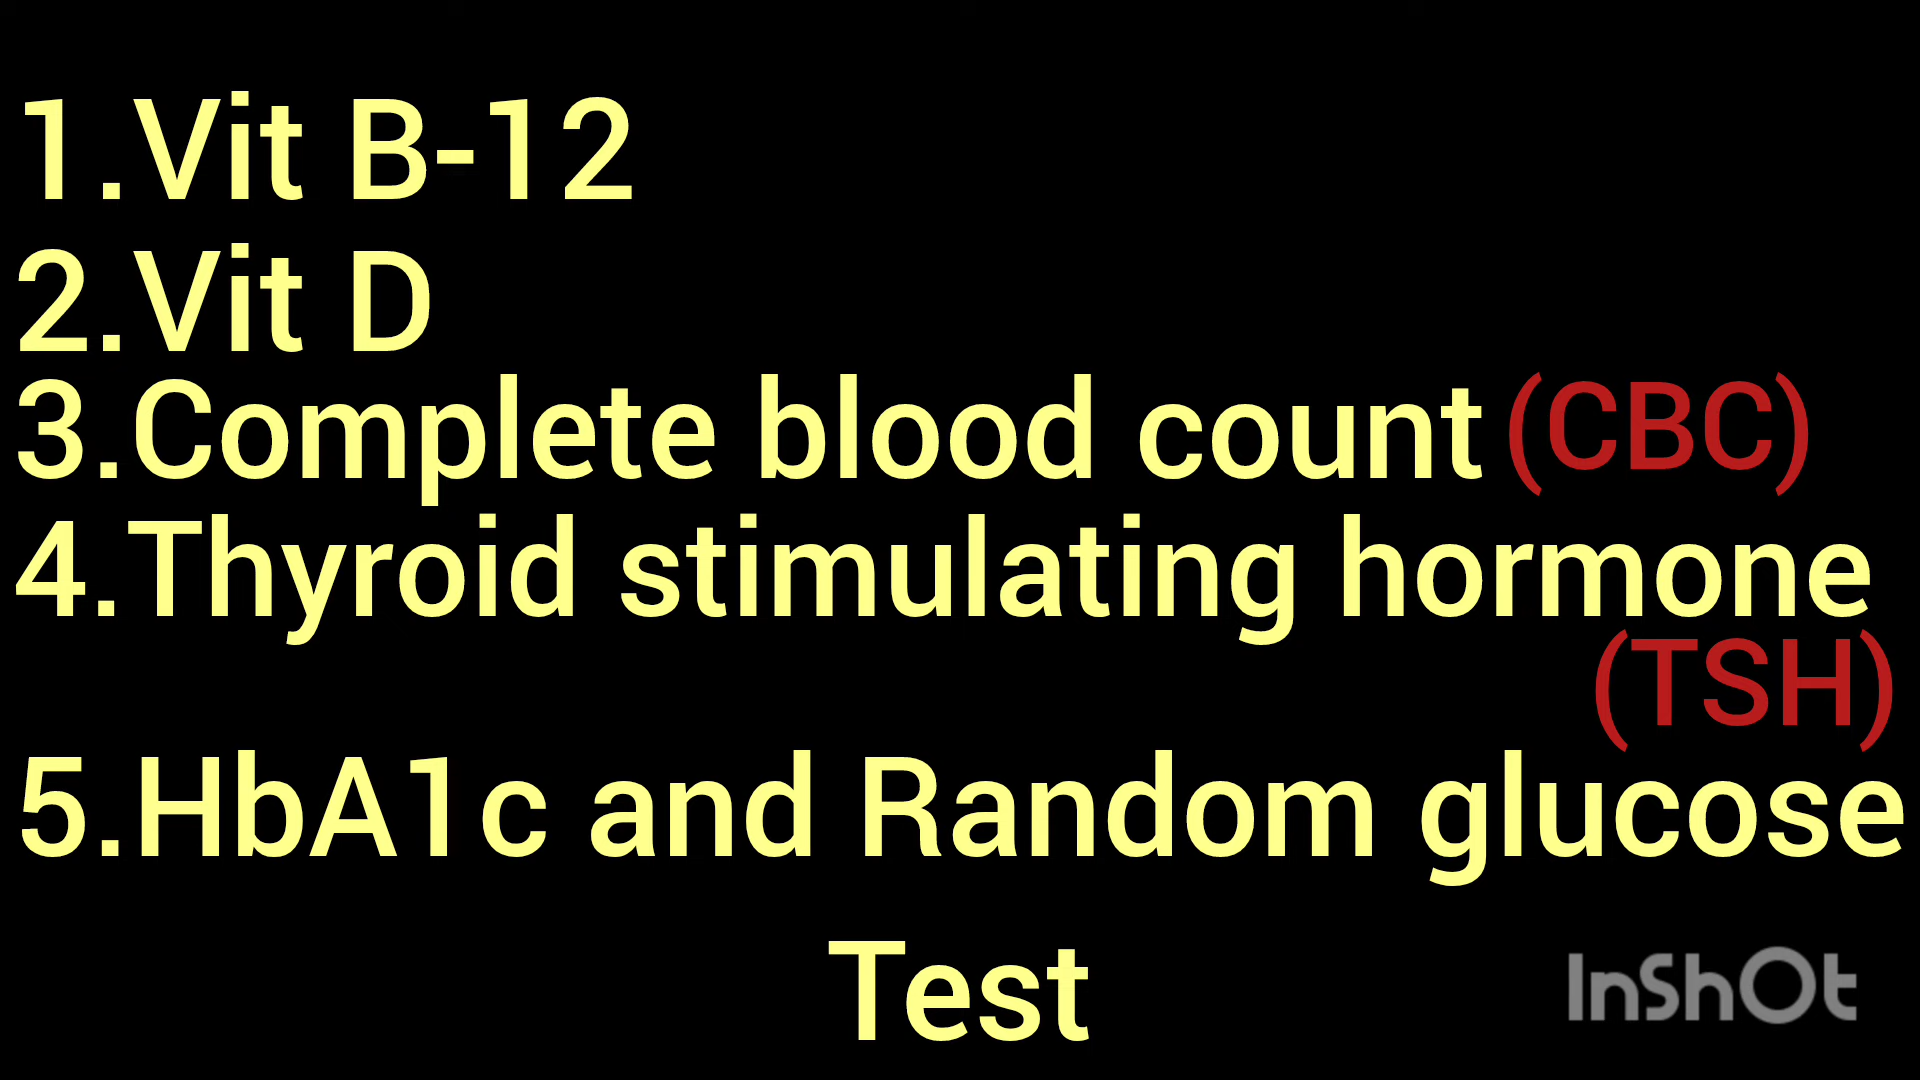 1.Vit B-12
2.Vit D
3.Complete blood count (CBC)
4.Thyroid stimulating hormone
(TSH)
5.HbA1c and Random glucose
Test
InShOt